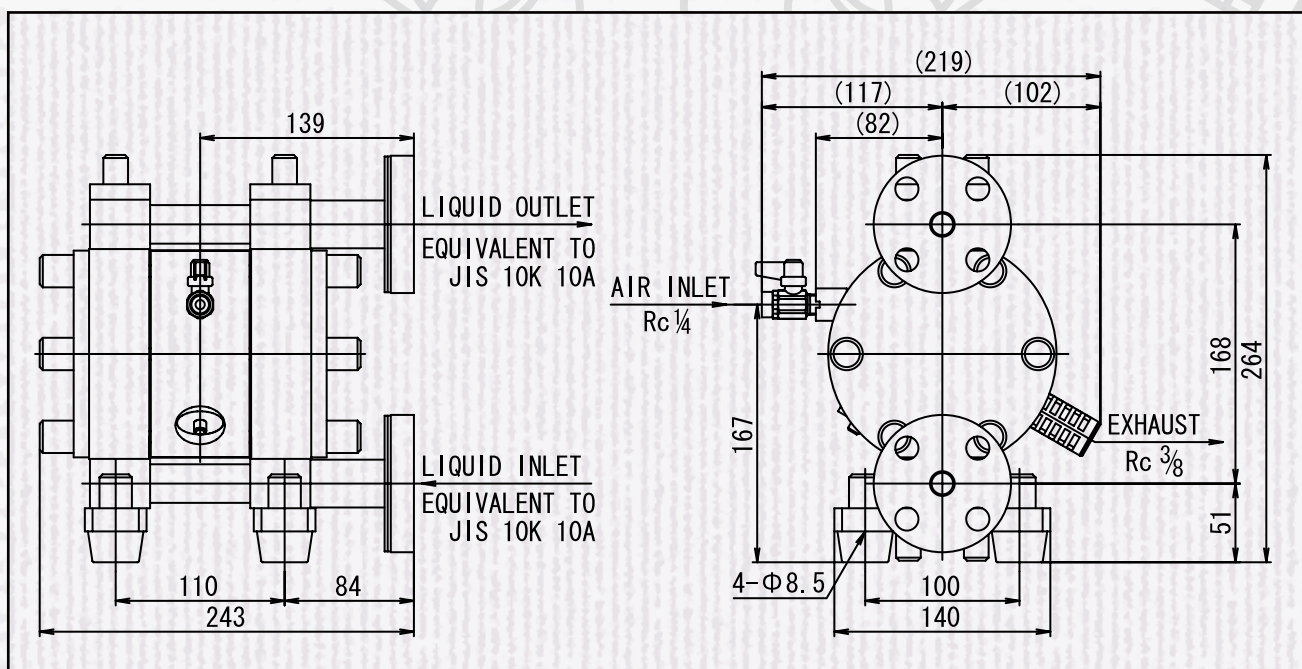 139
LIQUID OUTLET
EQUIVALENT TO
JIS 10K 10A
LIQUID INLET
EQUIVALENT TO
JIS 10K 10A
110
84
243
(219)
(117)
(102)
(82)
AIR INLET
Rc 1/4
167
168
264
EXHAUST
Rc 3/8
51
4-Φ8.5
100
140